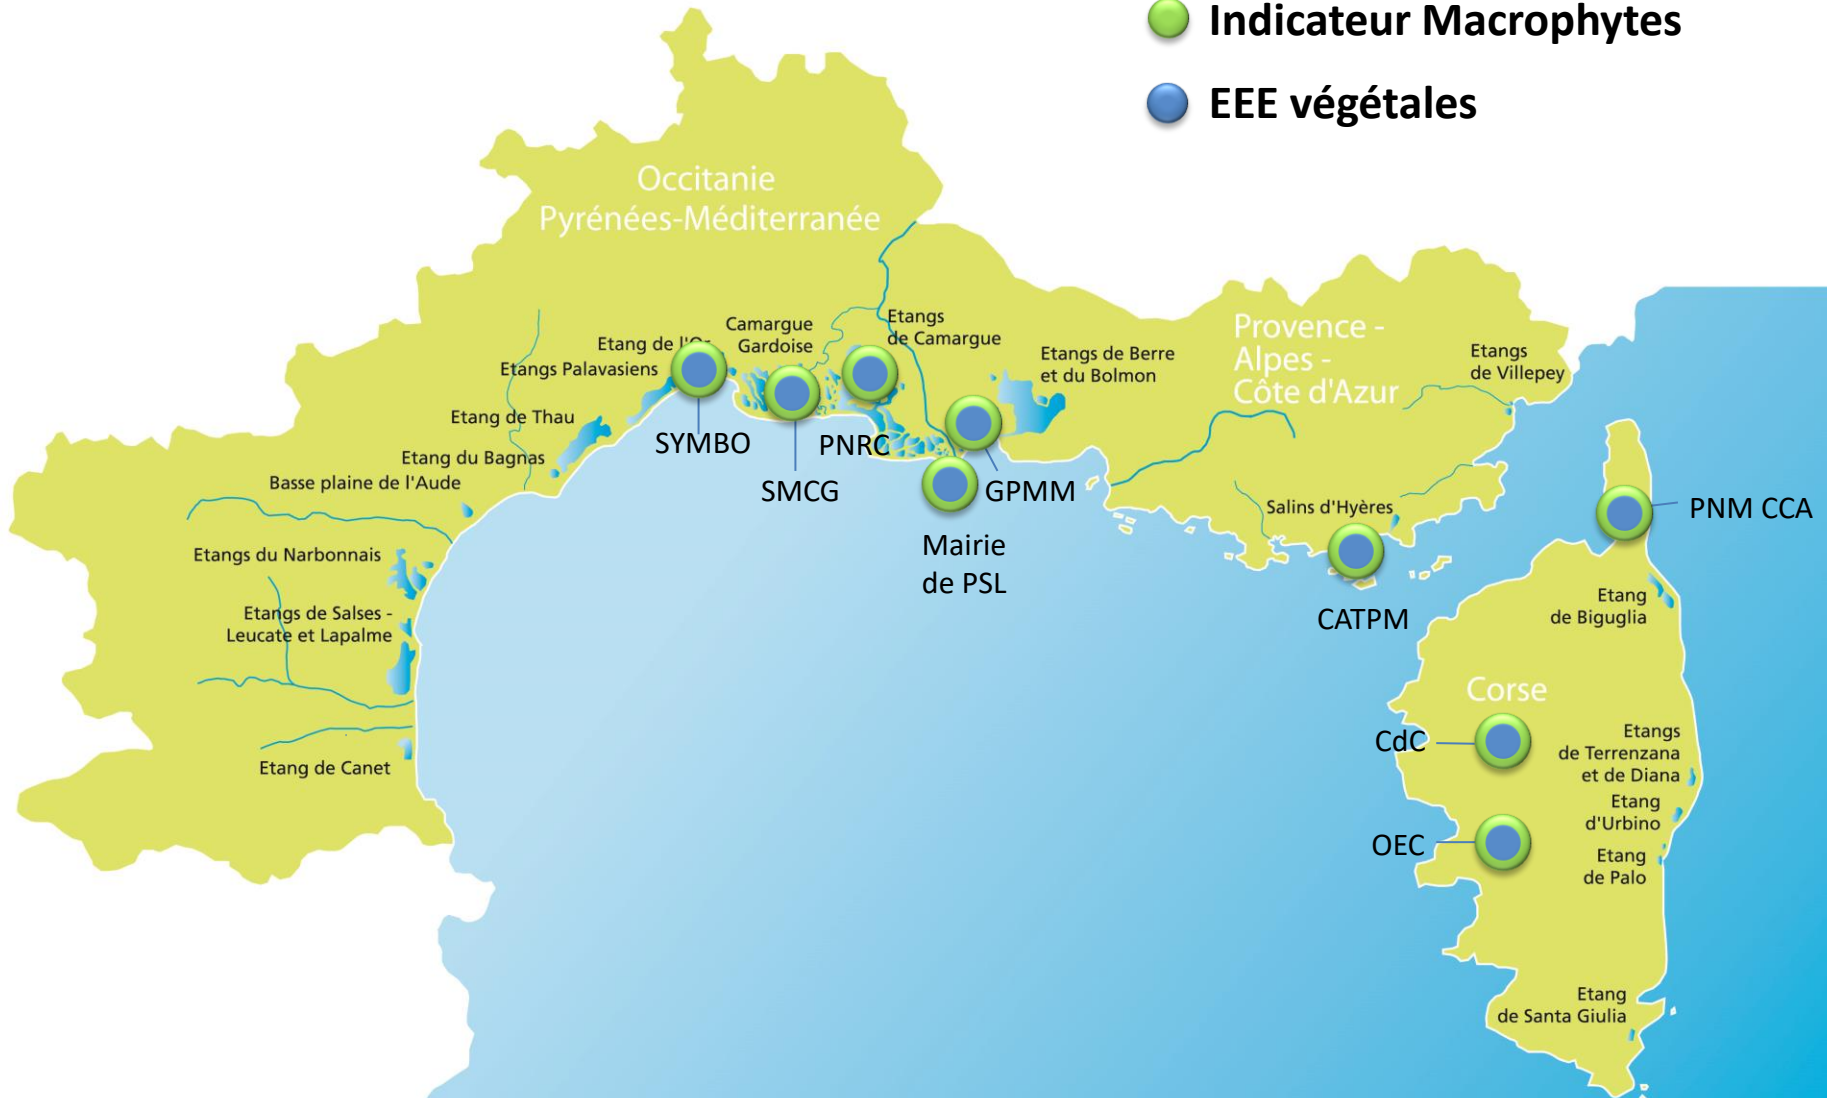 Indicateur Macrophytes
EEE végétales
Occitanie
Pyrénées-Méditerranée
Provence -
Alpes -
Côte d'Azur
Camargue
Gardoise
Etangs
de Camargue
Etang de l'Or
Etangs Palavasiens
Etangs de Berre
et du Bolmon
Etangs
de Villepey
Etang de Thau
SYMBO
PNRC
Etang du Bagnas
Basse plaine de l'Aude
SMCG
GPMM
Salins d'Hyères
PNM CCA
Mairie
de PSL
Etangs du Narbonnais
Etangs de Salses -
Leucate et Lapalme
CATPM
Etang
de Biguglia
Corse
CdC
Etangs
de Terrenzana
et de Diana
Etang de Canet
Etang
d'Urbino
OEC
Etang
de Palo
Etang
de Santa Giulia